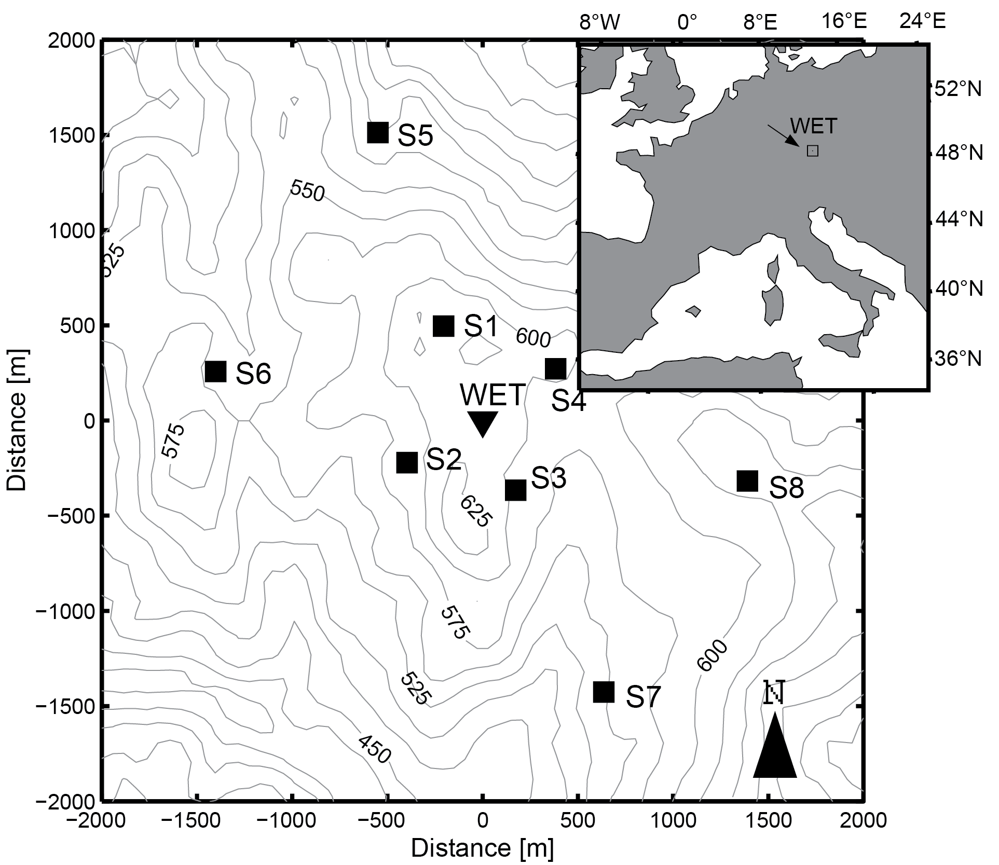 8°W 0° 8°E 16°E 24°E
2000
52°N
WET
1500
S5
48°N
550
44°N
1000
525
40°N
500
S1
600
36°N
S6
WET
S4
0
575
S2
S3
S8
625
−500
−1000
575
600
525
N
S7
−1500
450
−2000
−2000 −1500 −1000 −500 0 500 1000 1500 2000
Distance [m]
Distance [m]